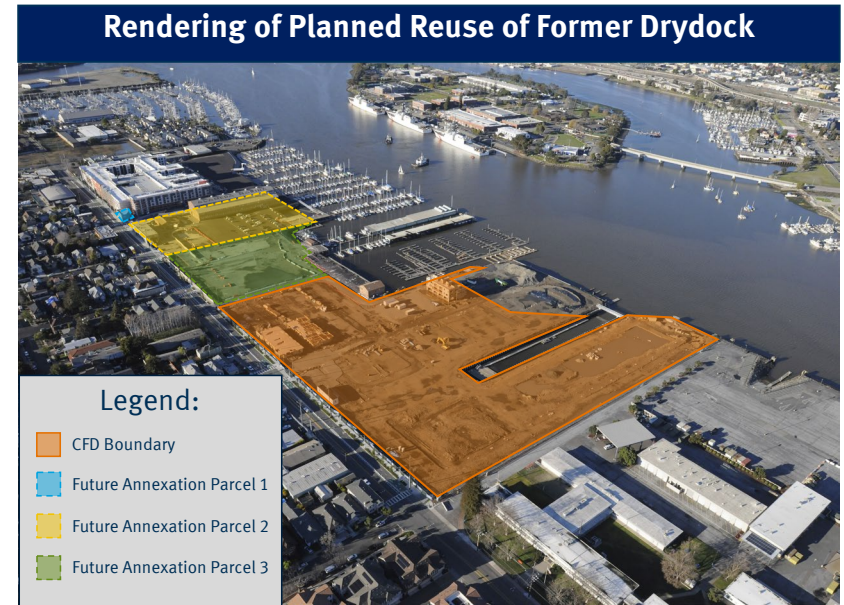 Rendering of Planned Reuse of Former Drydock
Legend:
CFD Boundary
Future Annexation Parcel 1
Future Annexation Parcel 2
Future Annexation Parcel 3